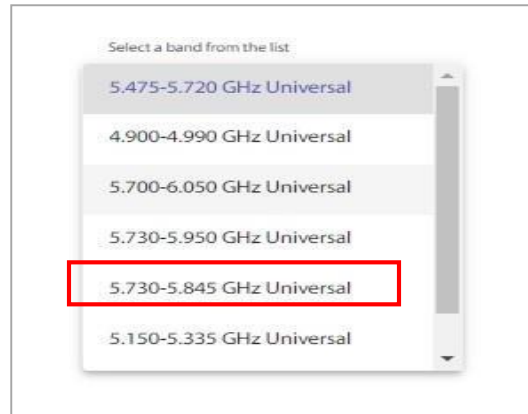 Select a band from the list
5.475-5.720 GHz Universal
4.900-4.990 GHz Universal
5.700-6.050 GHz Universal
5.730-5.950 GHz Universal
5.730-5.845 GHz Universal
5.150-5.335 GHz Universal